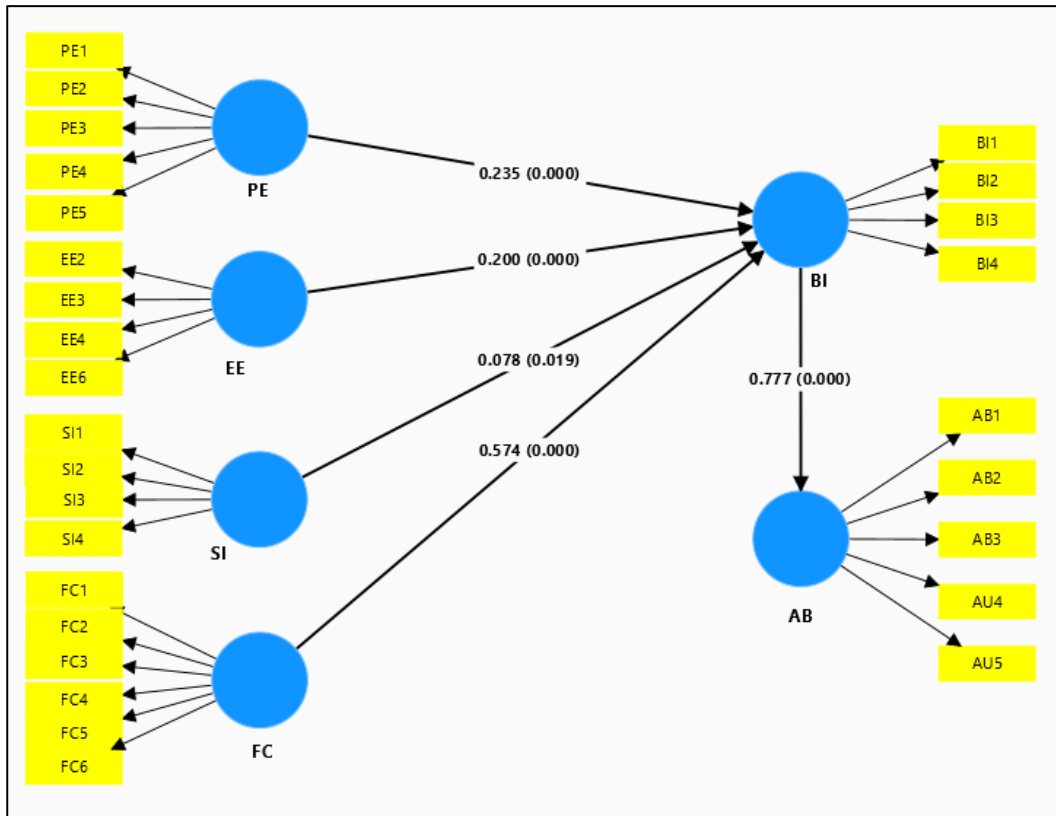 PE1
PE2
PE3
PE4
PE5
PE
EE2
EE3
EE4
EE6
EE
SI1
SI2
SI3
SI4
SI
FC1
FC2
FC3
FC4
FC5
FC6
FC
0.235 (0.000)
0.200 (0.000)
0.078 (0.019)
0.574 (0.000)
BI
BI1
BI2
BI3
BI4
0.777 (0.000)
AB
AB1
AB2
AB3
AU4
AU5